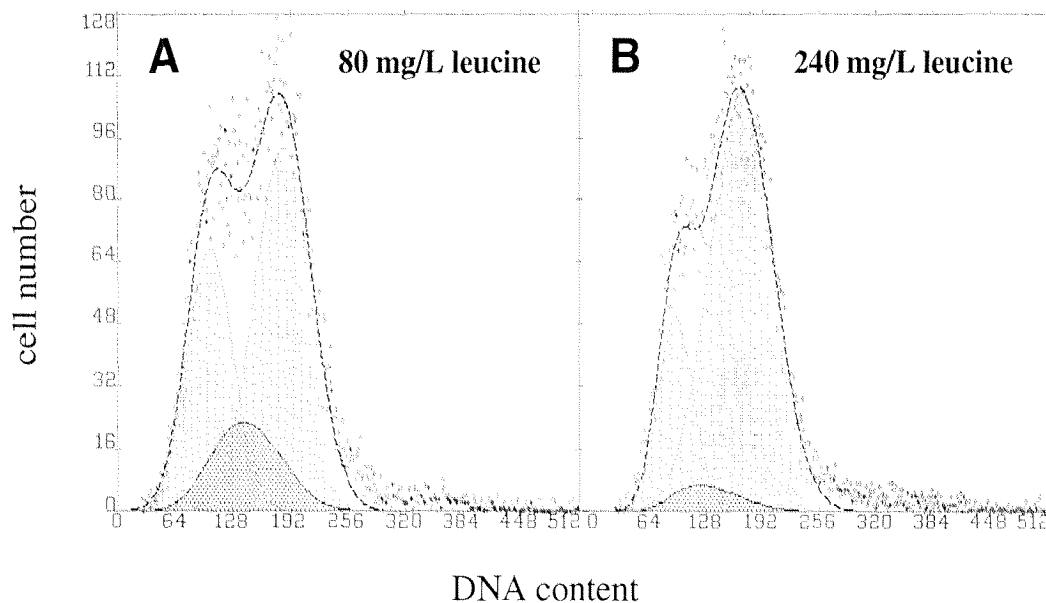 128
112
96
80
64
48
32
16
0
A
80 mg/L leucine
B
240 mg/L leucine
cell number
0 64 128 192 256 320 384 448 512
0 64 128 192 256 320 384 448 512
DNA content